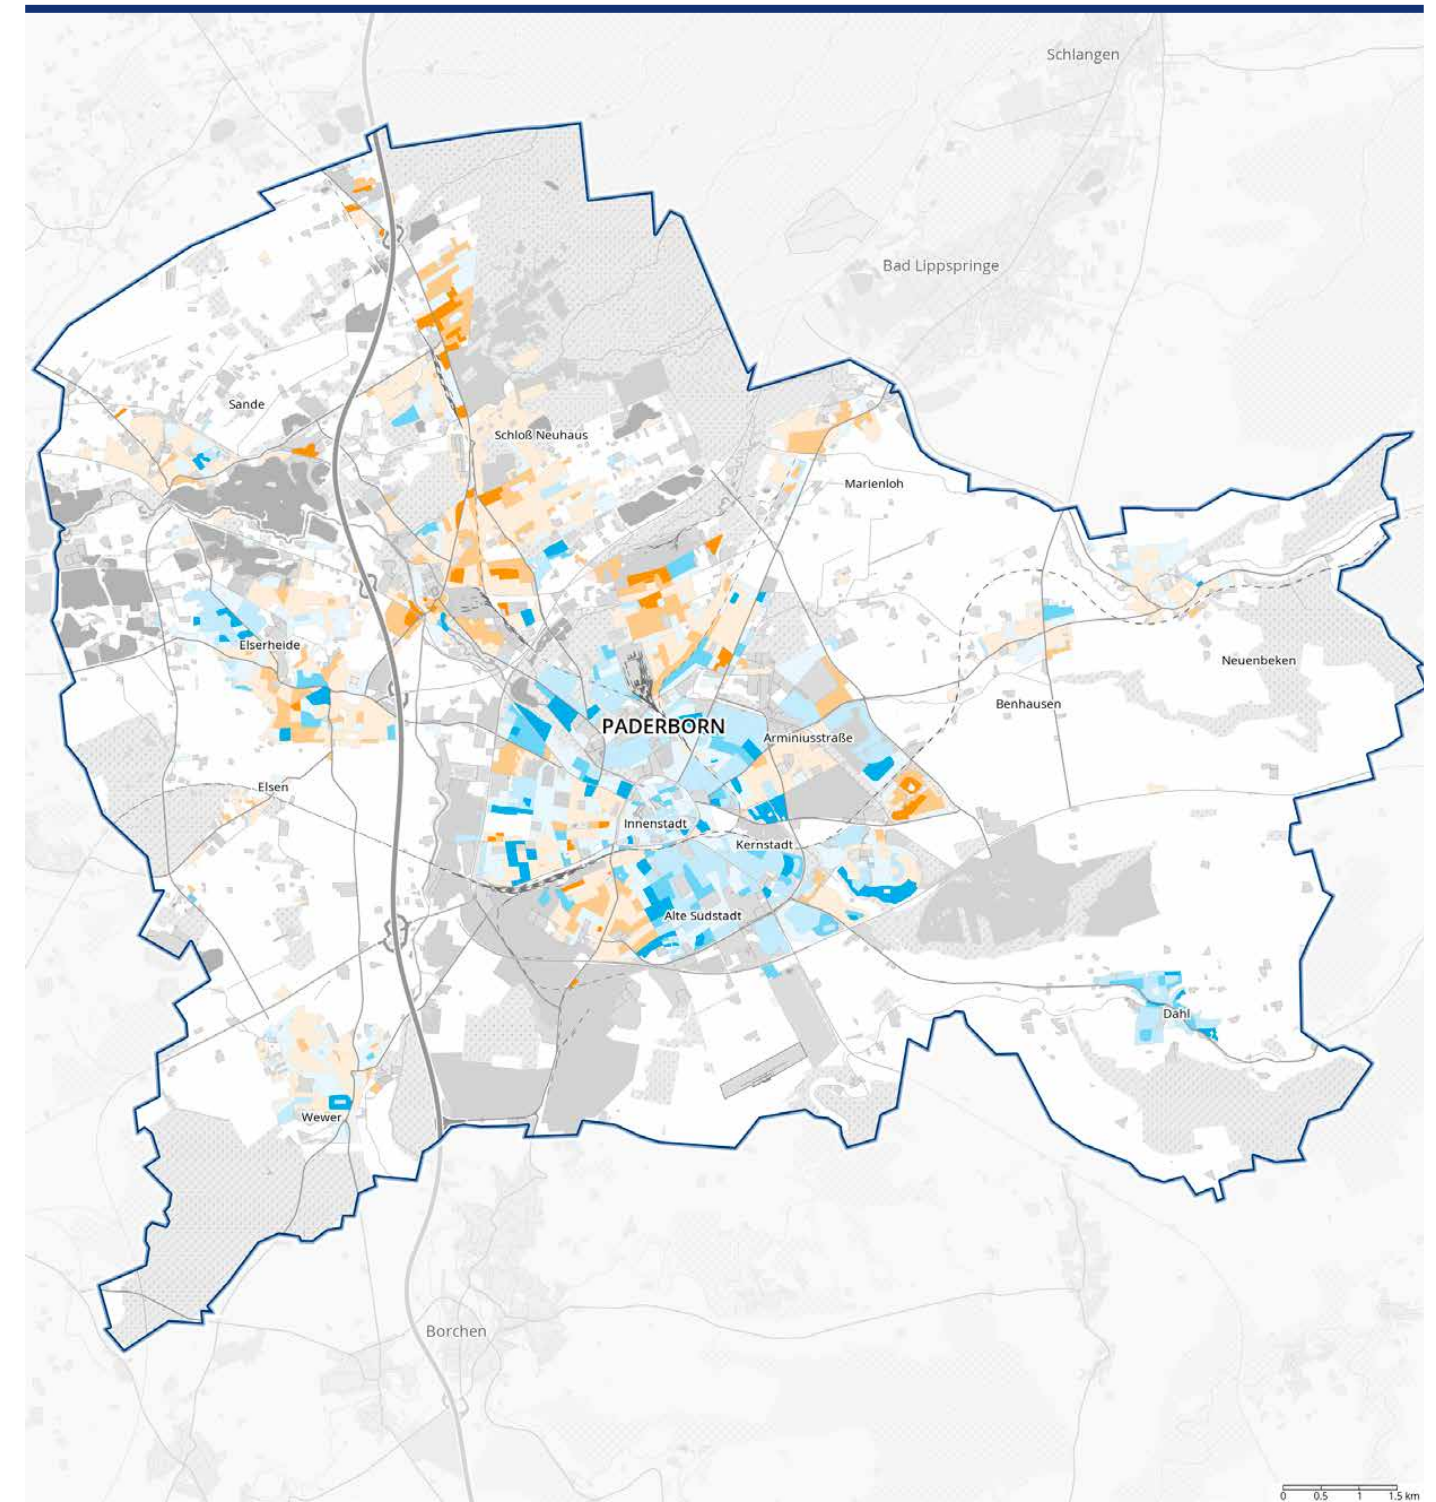 Schlangen
Bad Lippspringe
Sande
Schloß Neuhaus
Marienloh
Elserheide
Neuenbeken
Benhausen
PADERBORN
Arminiusstraße
Elsen
Innenstadt
Kernstadt
Alte Südstadt
Dahl
Wewer
Borchen
0 0.5 1 1.5 km